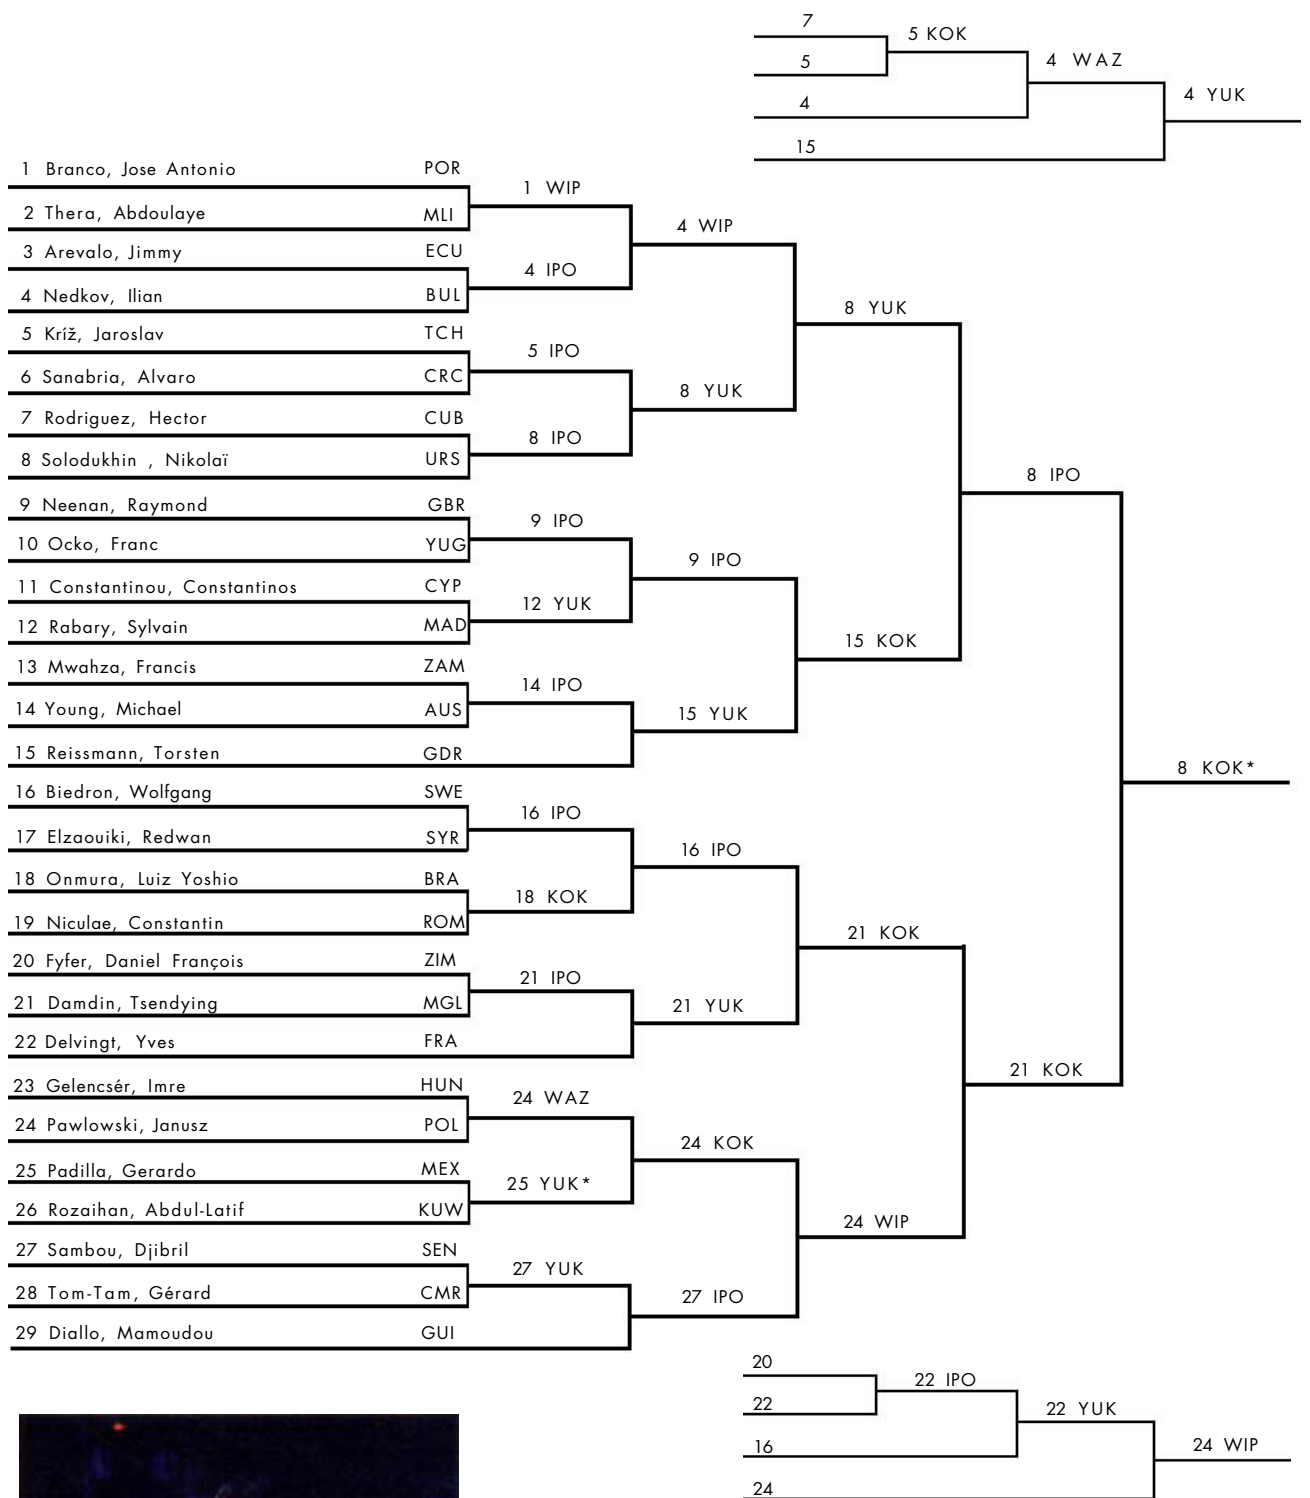 7
5 KOK
5
4 WAZ
4
4 YUK
15
1 Branco, Jose Antonio POR
1 WIP
2 Thera, Abdoulaye MLI
4 WIP
3 Arevalo, Jimmy ECU
4 IPO
4 Nedkov, Ilian BUL
8 YUK
5 Kríž, Jaroslav TCH
5 IPO
6 Sanabria, Alvaro CRC
8 YUK
7 Rodriguez, Hector CUB
8 IPO
8 Solodukhin , Nikolaï URS
8 IPO
9 Neenan, Raymond GBR
9 IPO
10 Ocko, Franc YUG
9 IPO
11 Constantinou, Constantinos CYP
12 YUK
12 Rabary, Sylvain MAD
15 KOK
13 Mwahza, Francis ZAM
14 IPO
14 Young, Michael AUS
15 YUK
15 Reissmann, Torsten GDR
8 KOK*
16 Biedron, Wolfgang SWE
16 IPO
17 Elzaouiki, Redwan SYR
16 IPO
18 Onmura, Luiz Yoshio BRA
18 KOK
19 Niculae, Constantin ROM
21 KOK
20 Fyfer, Daniel François ZIM
21 IPO
21 Damdin, Tsendying MGL
21 YUK
22 Delvingt, Yves FRA
21 KOK
23 Gelencsér, Imre HUN
24 WAZ
24 Pawlowski, Janusz POL
24 KOK
25 Padilla, Gerardo MEX
25 YUK*
26 Rozaihan, Abdul-Latif KUW
24 WIP
27 Sambou, Djibril SEN
27 YUK
28 Tom-Tam, Gérard CMR
27 IPO
29 Diallo, Mamoudou GUI
20
22 IPO
22
22 YUK
16
24 WIP
24